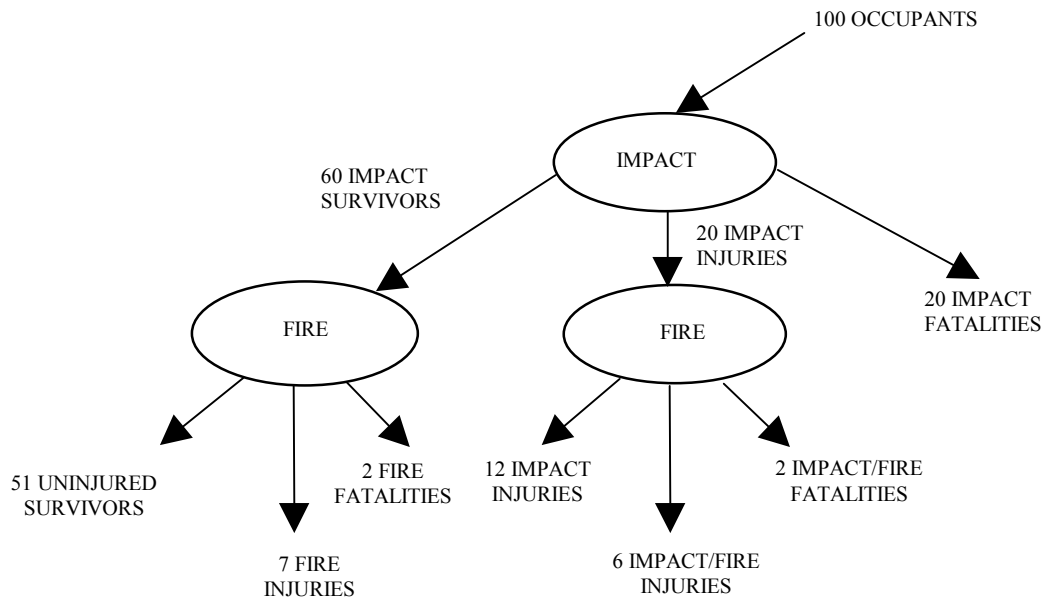 100 OCCUPANTS
IMPACT
60 IMPACT
SURVIVORS
20 IMPACT
INJURIES
20 IMPACT
FATALITIES
FIRE
FIRE
51 UNINJURED
SURVIVORS
2 FIRE
FATALITIES
12 IMPACT
INJURIES
2 IMPACT/FIRE
FATALITIES
7 FIRE
INJURIES
6 IMPACT/FIRE
INJURIES